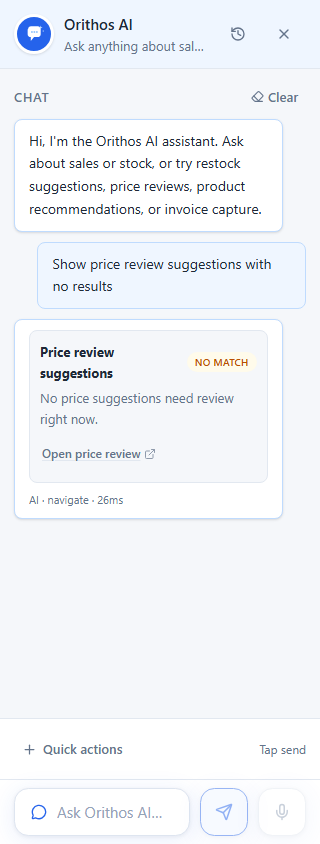 Orithos AI
Ask anything about sal...
CHAT
Clear
Hi, I'm the Orithos AI assistant. Ask
about sales or stock, or try restock
suggestions, price reviews, product
recommendations, or invoice capture.
Show price review suggestions with
no results
Price review
suggestions
NO MATCH
No price suggestions need review
right now.
Open price review
AI · navigate · 26ms
Quick actions
Tap send
Ask Orithos AI...